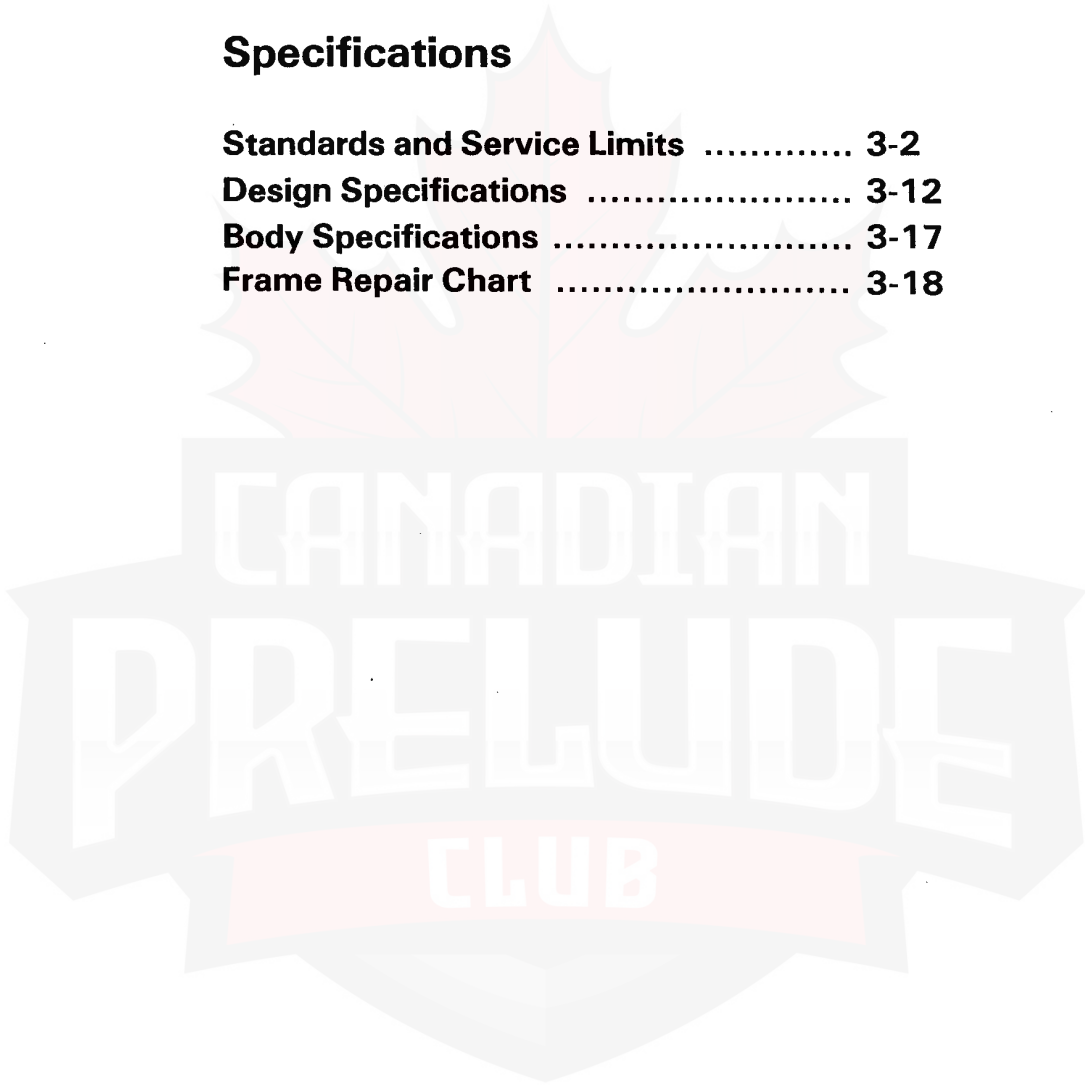 Specifications
Standards and Service Limits ............. 3-2
Design Specifications ....................... 3-12
Body Specifications .......................... 3-17
Frame Repair Chart .......................... 3-18
CANADIAN
PRELUDE
CLUB